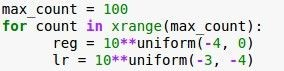 max_count = 100
for count in xrange(max_count):
      reg = 10**uniform(-4, 0)
      lr = 10**uniform(-3, -4)